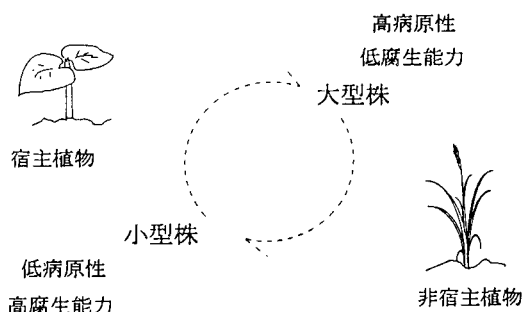 高病原性
低腐生能力
大型株
宿主植物
小型株
低病原性
高腐生能力
非宿主植物